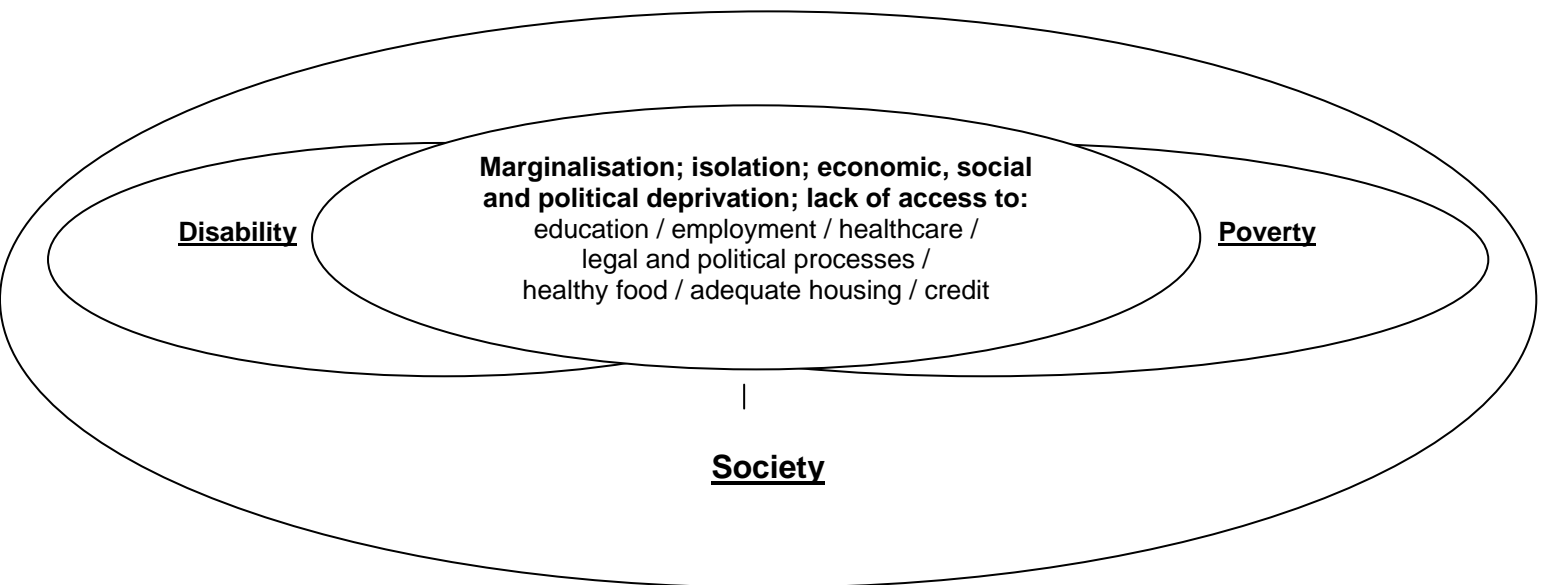 Marginalisation; isolation; economic, social
and political deprivation; lack of access to:
education / employment / healthcare /
legal and political processes /
healthy food / adequate housing / credit
Disability
Poverty
Society